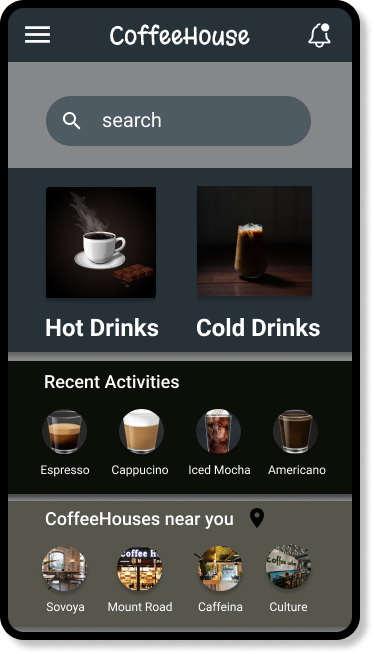 CoffeeHouse
search
Hot Drinks Cold Drinks
Recent Activities
Espresso Cappucino Iced Mocha Americano
CoffeeHouses near you
Coffee H
Sovoya Mount Road Caffeina Culture